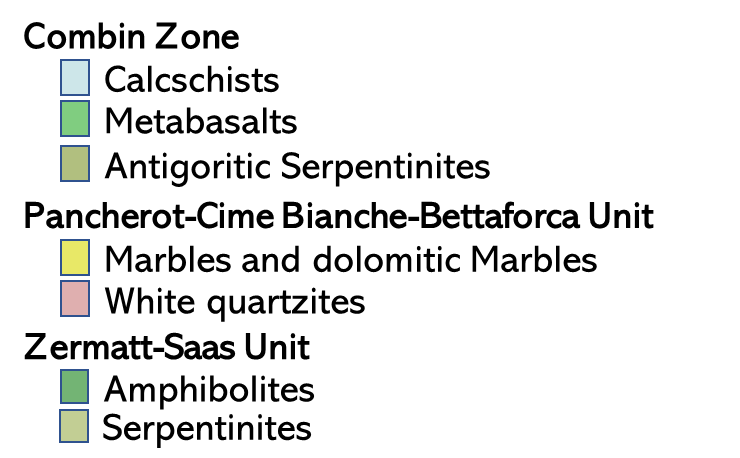 Combin Zone
Calcschists
Metabasalts
Antigoritic Serpentinites
Pancherot-Cime Bianche-Bettaforca Unit
Marbles and dolomitic Marbles
White quartzites
Zermatt-Saas Unit
Amphibolites
Serpentinites